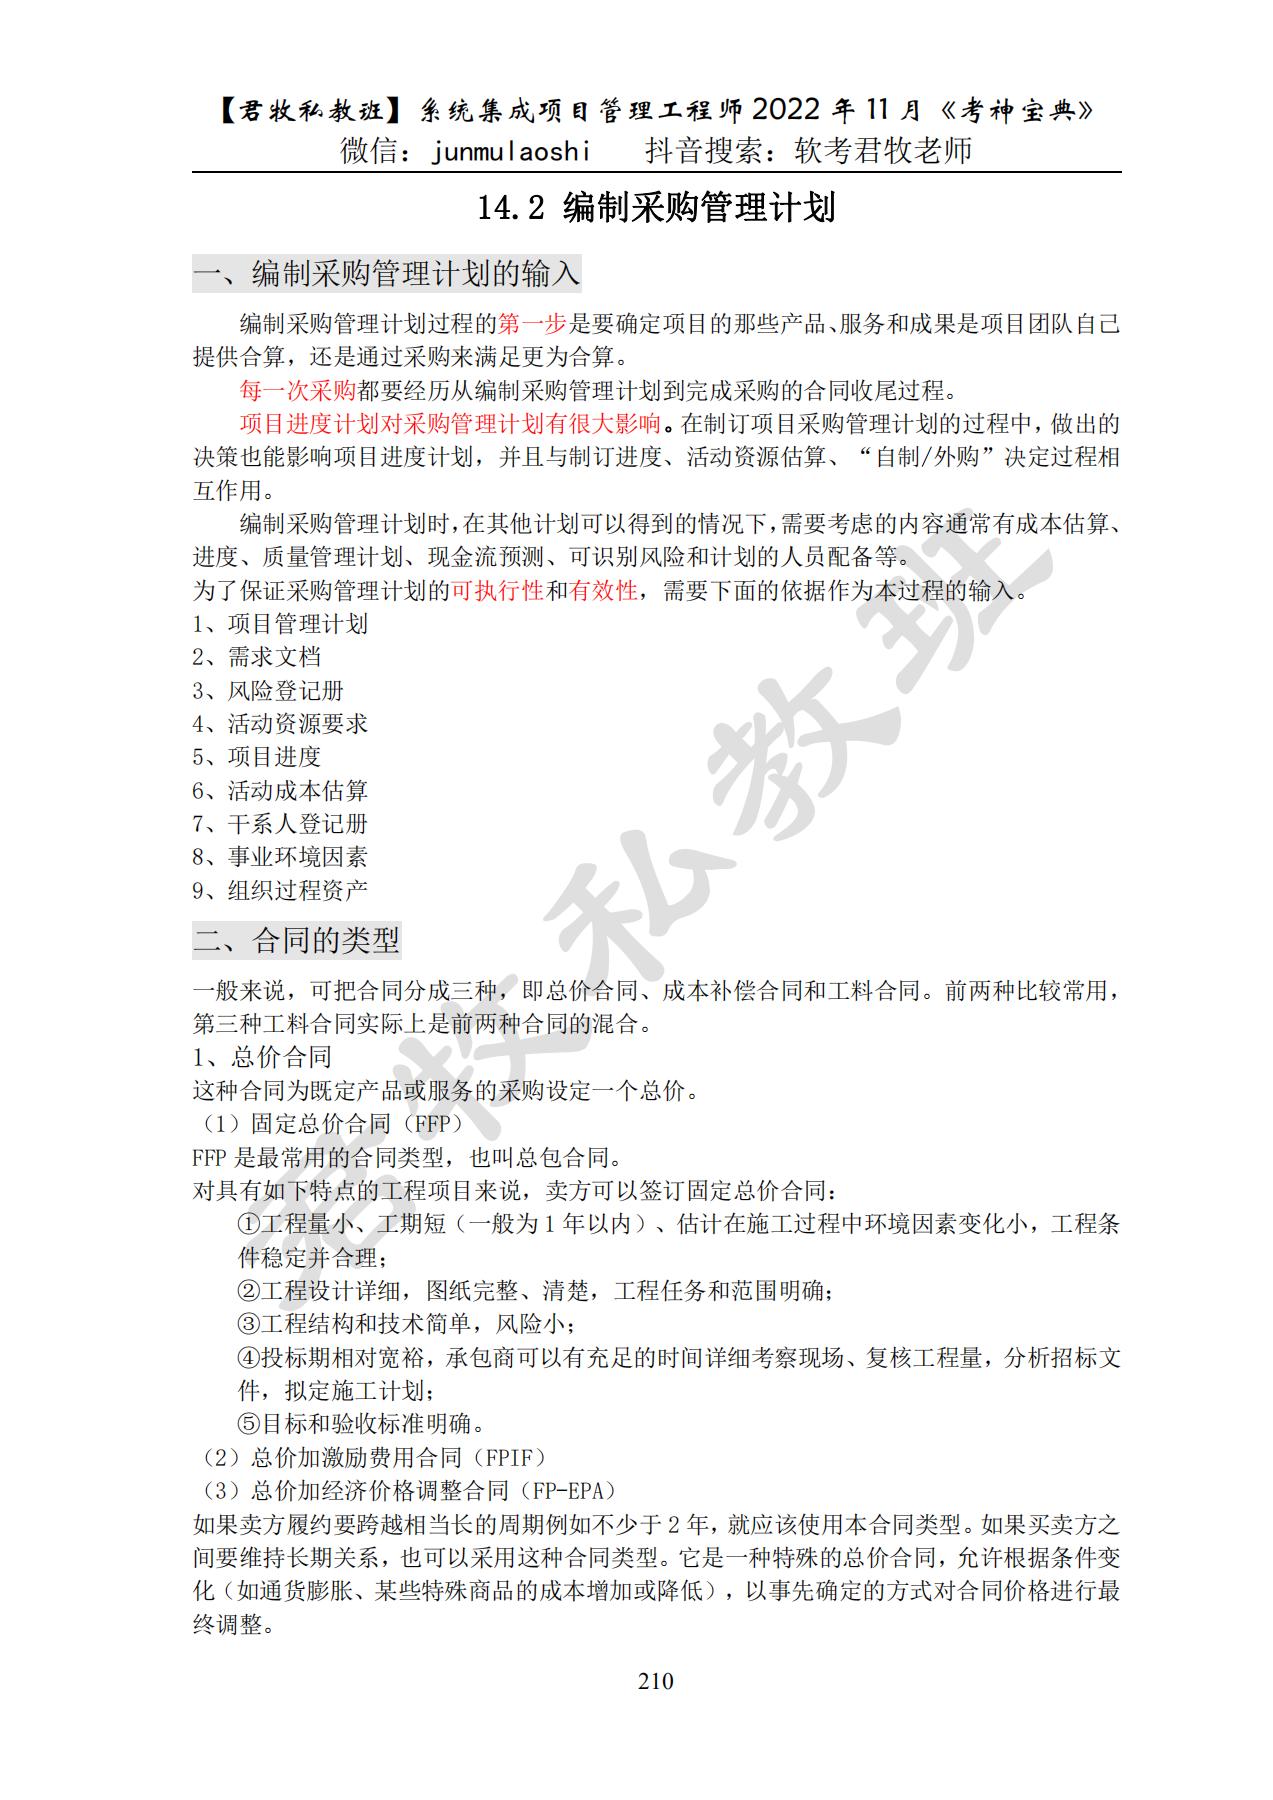 【君牧私教班】系统集成项目管理工程师 2022 年 11 月《考神宝典》
微信：junmulaoshi 抖音搜索：软考君牧老师
14.2 编制采购管理计划
一、编制采购管理计划的输入
编制采购管理计划过程的第一步是要确定项目的那些产品、服务和成果是项目团队自己
提供合算，还是通过采购来满足更为合算。
每一次采购都要经历从编制采购管理计划到完成采购的合同收尾过程。
项目进度计划对采购管理计划有很大影响。在制订项目采购管理计划的过程中，做出的
决策也能影响项目进度计划，并且与制订进度、活动资源估算、“自制/外购”决定过程相
互作用。
编制采购管理计划时，在其他计划可以得到的情况下，需要考虑的内容通常有成本估算、
进度、质量管理计划、现金流预测、可识别风险和计划的人员配备等。
为了保证采购管理计划的可执行性和有效性，需要下面的依据作为本过程的输入。
1、项目管理计划
2、需求文档
3、风险登记册
4、活动资源要求
5、项目进度
6、活动成本估算
7、干系人登记册
8、事业环境因素
9、组织过程资产
二、合同的类型
一般来说，可把合同分成三种，即总价合同、成本补偿合同和工料合同。前两种比较常用，
第三种工料合同实际上是前两种合同的混合。
1、总价合同
这种合同为既定产品或服务的采购设定一个总价。
（1）固定总价合同（FFP）
FFP 是最常用的合同类型，也叫总包合同。
对具有如下特点的工程项目来说，卖方可以签订固定总价合同：
①工程量小、工期短（一般为 1 年以内）、估计在施工过程中环境因素变化小，工程条
件稳定并合理；
②工程设计详细，图纸完整、清楚，工程任务和范围明确；
③工程结构和技术简单，风险小；
④投标期相对宽裕，承包商可以有充足的时间详细考察现场、复核工程量，分析招标文
件，拟定施工计划；
⑤目标和验收标准明确。
（2）总价加激励费用合同（FPIF）
（3）总价加经济价格调整合同（FP-EPA）
如果卖方履约要跨越相当长的周期例如不少于 2 年，就应该使用本合同类型。如果买卖方之
间要维持长期关系，也可以采用这种合同类型。它是一种特殊的总价合同，允许根据条件变
化（如通货膨胀、某些特殊商品的成本增加或降低），以事先确定的方式对合同价格进行最
终调整。
210
君牧私教班